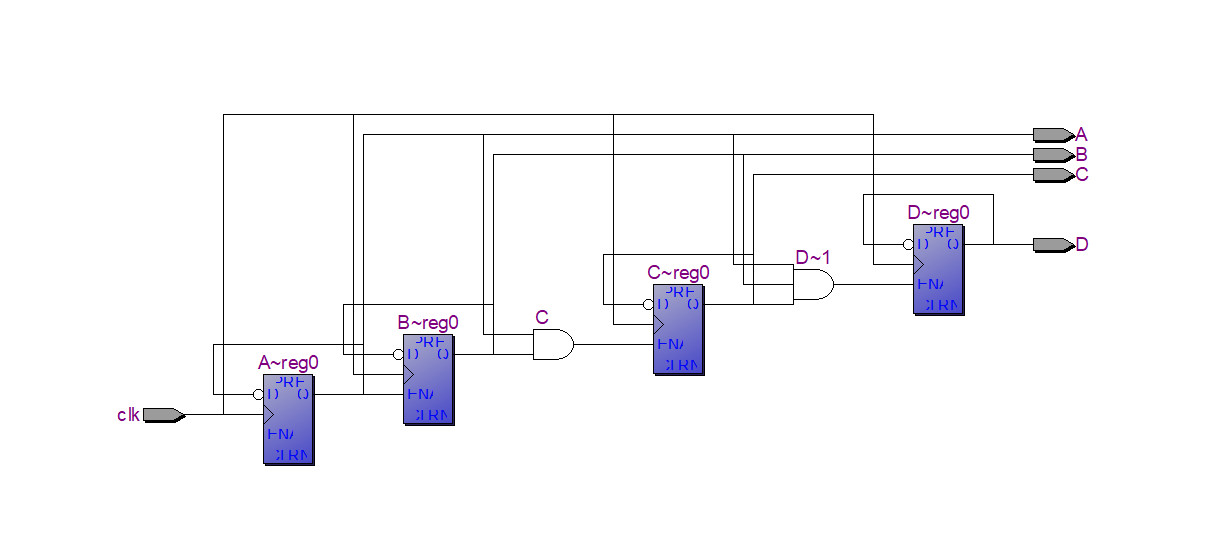 A
B
C
D~reg0
PRE
D Q
D
ENA
CLRN
D~1
C~reg0
PRE
D Q
ENA
CLRN
C
B~reg0
PRE
D Q
ENA
CLRN
A~reg0
PRE
D Q
clk
ENA
CLRN